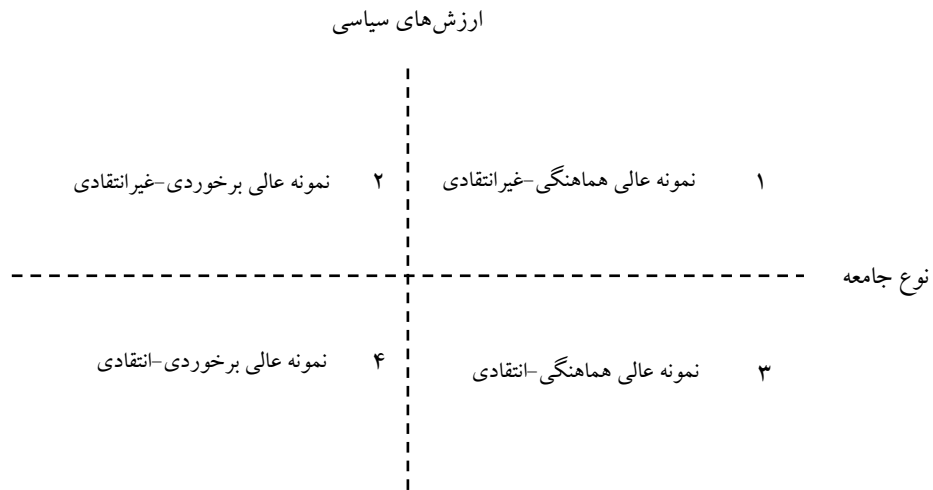 ارزش‌های سیاسی
۱ نمونه عالی هماهنگی-غیرانتقادی
۲ نمونه عالی برخوردی-غیرانتقادی
نوع جامعه
۳ نمونه عالی هماهنگی-انتقادی
۴ نمونه عالی برخوردی-انتقادی